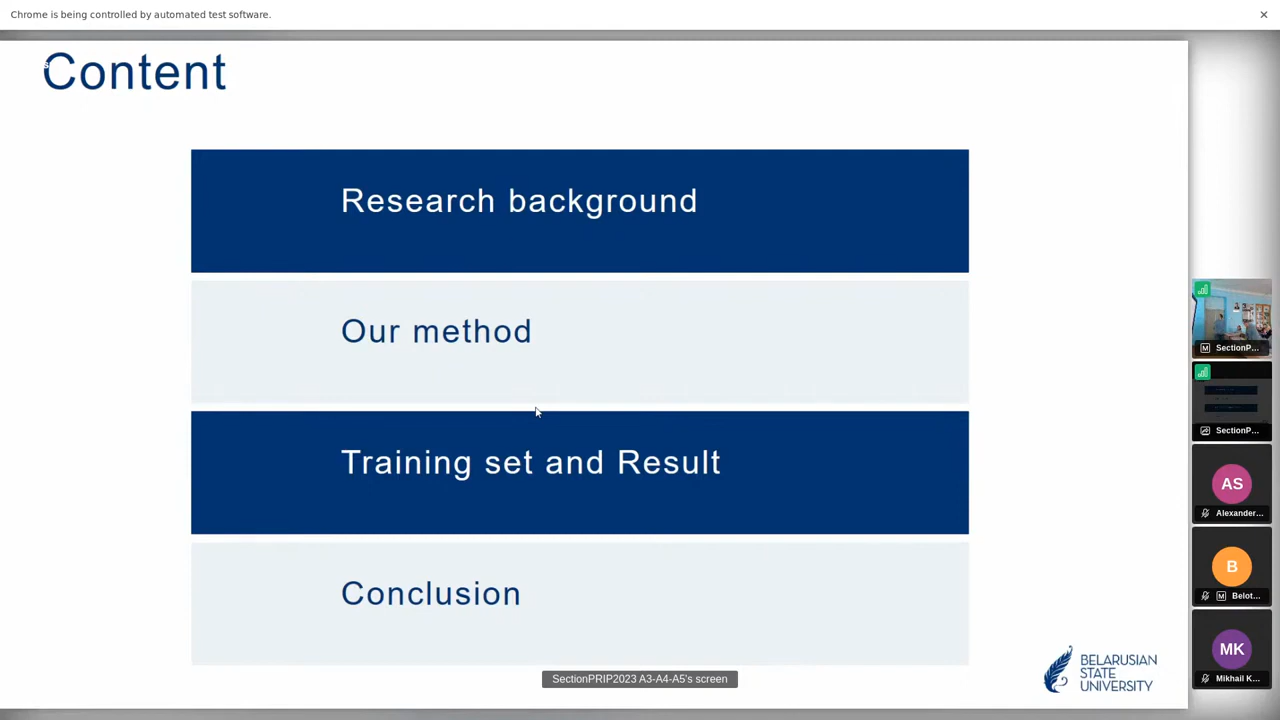 Chrome is being controlled by automated test software.
Content
Research background
Our method
Training set and Result
Conclusion
SectionPRIP2023 A3-A4-A5's screen
BELARUSIAN
STATE
UNIVERSITY
M SectionP...
SectionP...
AS
Alexander...
B
M Belot...
MK
Mikhail K...